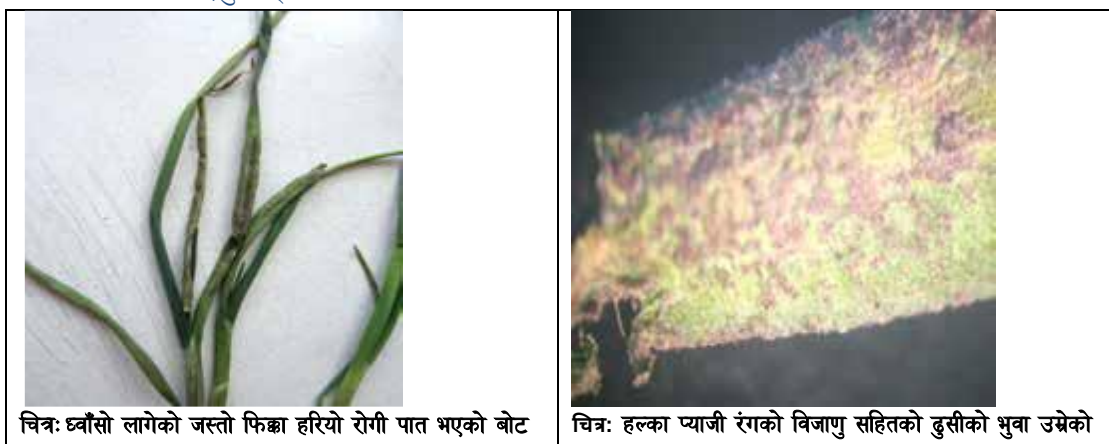 चित्र: ध्वाँसो लागेको जस्तो फिक्का हरियो रोगी पात भएको बोट
चित्र: हल्का प्याजी रंगको विजाणु सहितको ढुसीको भुवा उम्रेको